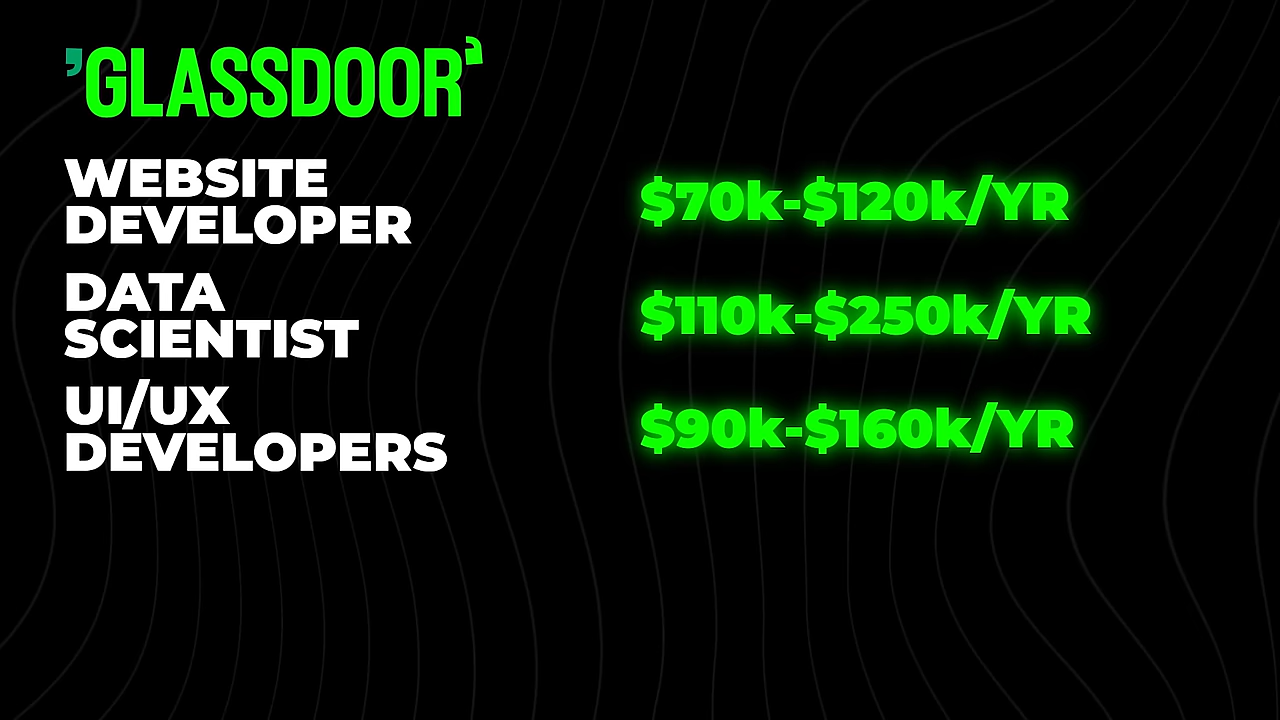 ’GLASSDOOR’
WEBSITE
DEVELOPER
$70k-$120k/YR
DATA
SCIENTIST
$110k-$250k/YR
UI/UX
DEVELOPERS
$90k-$160k/YR